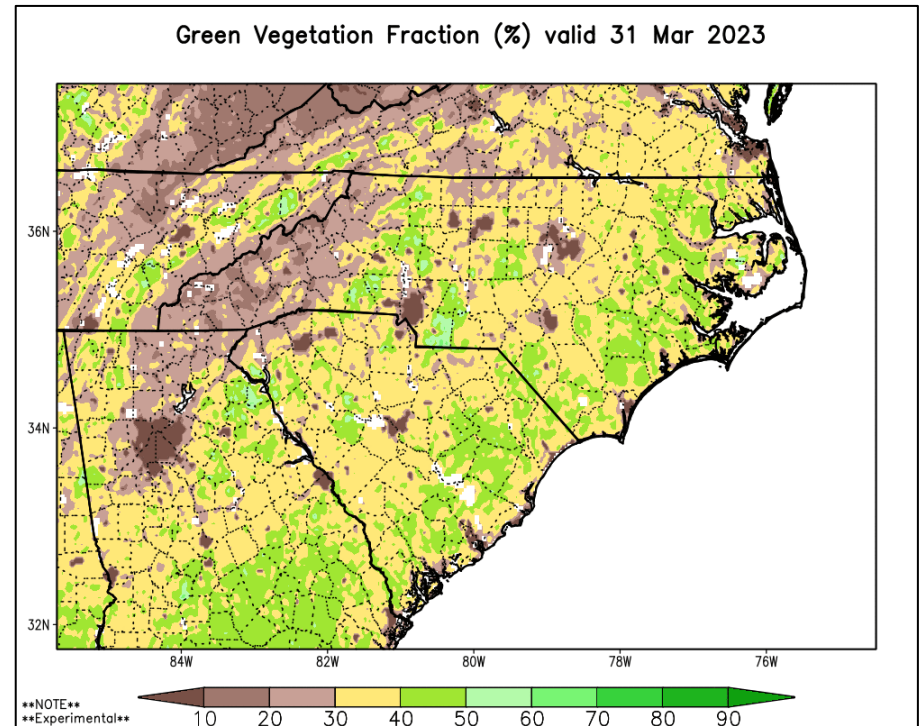 Green Vegetation Fraction (%) valid 31 Mar 2023
36N
34N
32N
84W 82W 80W 78W 76W
**NOTE**
**Experimental**
10 20 30 40 50 60 70 80 90